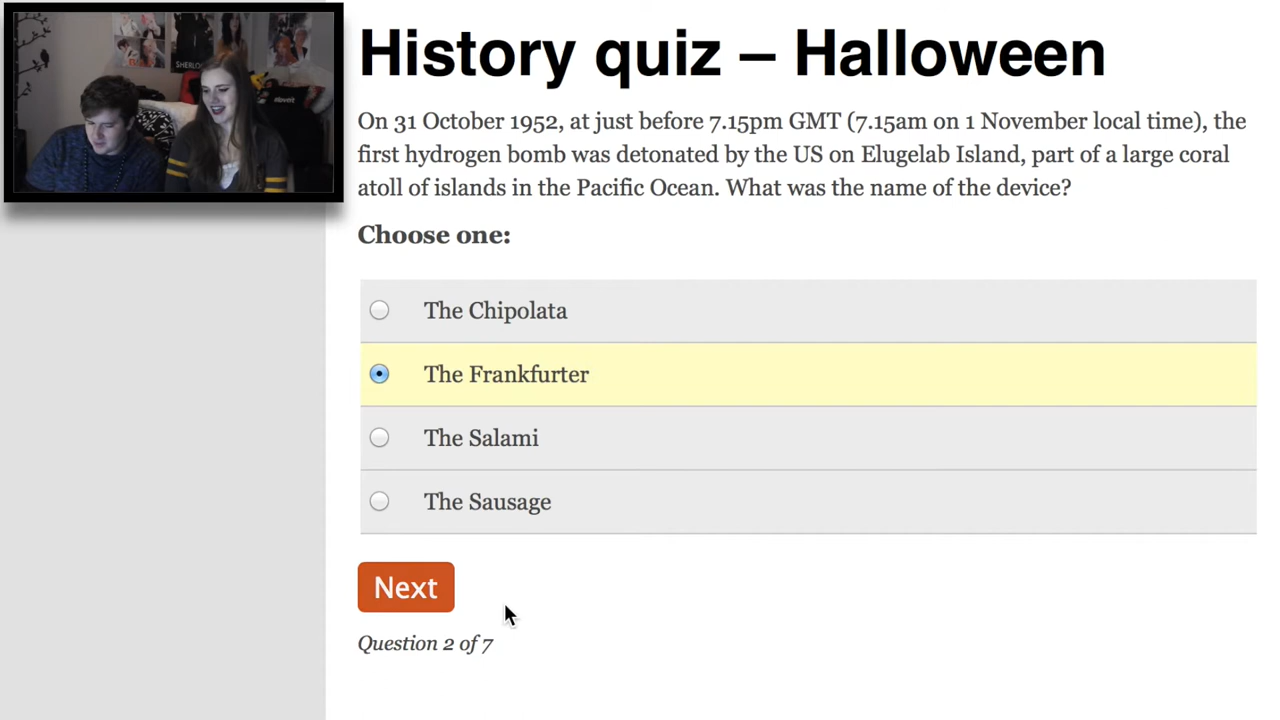 SHERLOCK
History quiz – Halloween
On 31 October 1952, at just before 7.15pm GMT (7.15am on 1 November local time), the
first hydrogen bomb was detonated by the US on Elugelab Island, part of a large coral
atoll of islands in the Pacific Ocean. What was the name of the device?
Choose one:
The Chipolata
The Frankfurter
The Salami
The Sausage
Next
Question 2 of 7